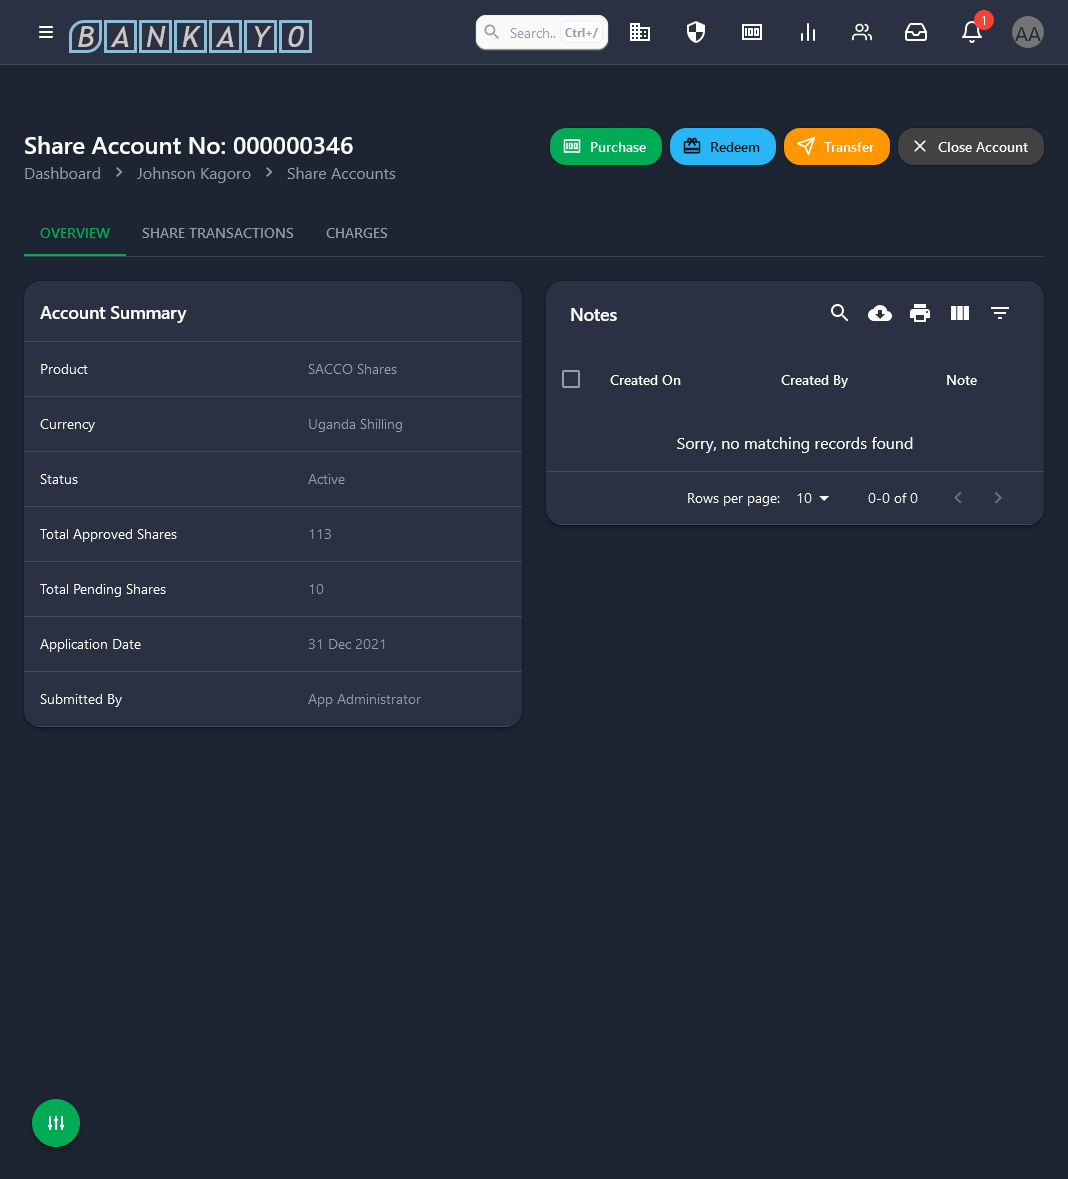 BANKAYO
Search.. Ctrl+/
1
AA
Share Account No: 000000346
Purchase Redeem Transfer Close Account
Dashboard Johnson Kagoro Share Accounts
OVERVIEW SHARE TRANSACTIONS CHARGES
Account Summary
Product SACCO Shares
Currency Uganda Shilling
Status Active
Total Approved Shares 113
Total Pending Shares 10
Application Date 31 Dec 2021
Submitted By App Administrator
Notes
Created On Created By Note
Sorry, no matching records found
Rows per page: 10 0-0 of 0